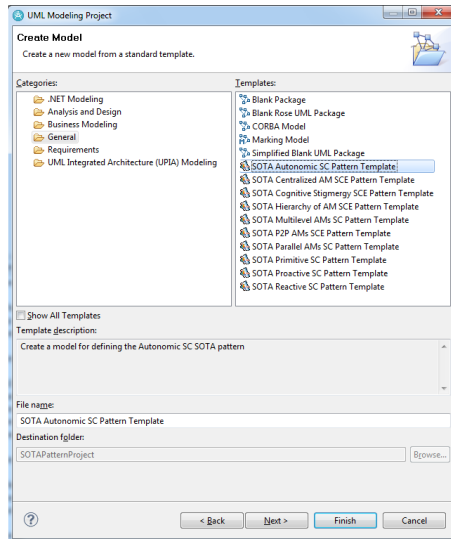 UML Modeling Project
Create Model
Create a new model from a standard template.
Categories:
.NET Modeling
Analysis and Design
Business Modeling
General
Requirements
UML Integrated Architecture (UPIA) Modeling
Templates:
Blank Package
Blank Rose UML Package
CORBA Model
Marking Model
Simplified Blank UML Package
SOTA Autonomic SC Pattern Template
SOTA Centralized AM SCE Pattern Template
SOTA Cognitive Stigmergy SCE Pattern Template
SOTA Hierarchy of AM SCE Pattern Template
SOTA Multilevel AMs SC Pattern Template
SOTA P2P AMs SCE Pattern Template
SOTA Parallel AMs SC Pattern Template
SOTA Primitive SC Pattern Template
SOTA Proactive SC Pattern Template
SOTA Reactive SC Pattern Template
Show All Templates
Template description:
Create a model for defining the Autonomic SC SOTA pattern
File name:
SOTA Autonomic SC Pattern Template
Destination folder:
SOTAPatternProject
Browse...
< Back
Next >
Finish
Cancel